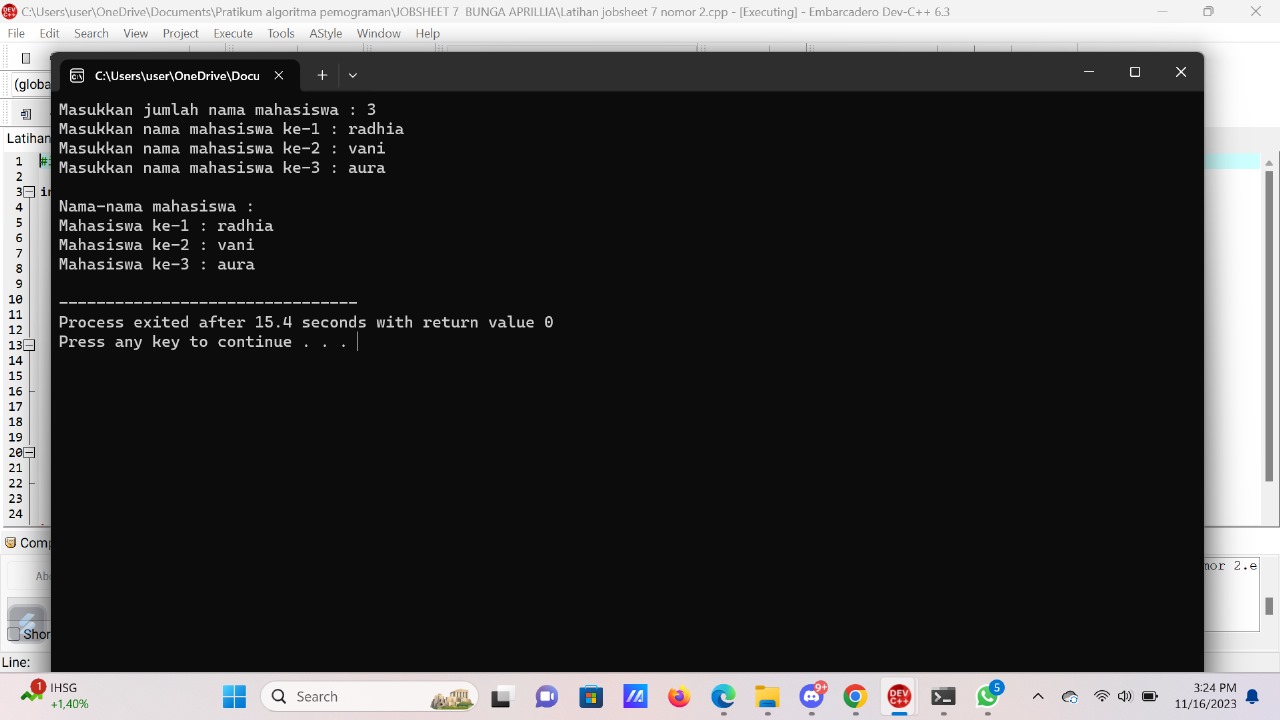 C:\Users\user\OneDrive\Documents\Pratikum algoritma pemograman\JOBSHEET 7 BUNGA APRILLIA\Latihan jobsheet 7 nomor 2.cpp - [Executing] - Embarcadero Dev-C++ 6.3
File Edit Search View Project Execute Tools AStyle Window Help
C:\Users\user\OneDrive\Docu
(globa
Latihan
Masukkan jumlah nama mahasiswa : 3
Masukkan nama mahasiswa ke-1 : radhia
Masukkan nama mahasiswa ke-2 : vani
Masukkan nama mahasiswa ke-3 : aura
Nama-nama mahasiswa :
Mahasiswa ke-1 : radhia
Mahasiswa ke-2 : vani
Mahasiswa ke-3 : aura
--------------------------------
Process exited after 15.4 seconds with return value 0
Press any key to continue . . .
1
2
3 in
4
5
6
7
8
9
10
11
12
13
14
15
16
17
18
19
20
21
22
23
24
Comp
Abo
nor 2.e
Shor
Line:
1
IHSG
+1,40%
Search
9+
DEV C++
5
3:24 PM
11/16/2023